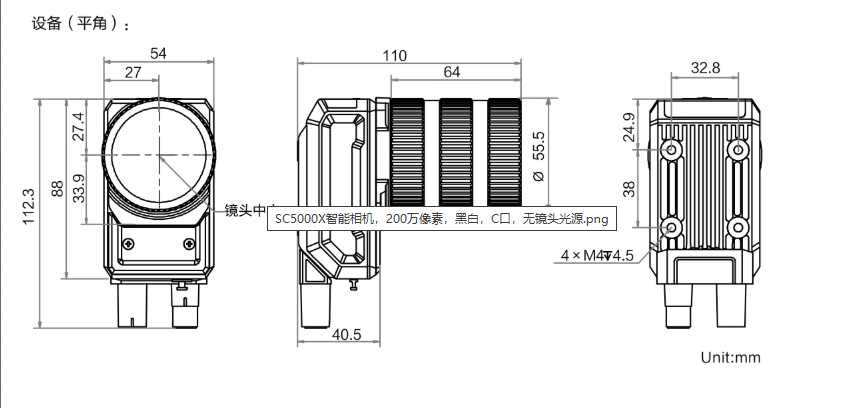 设备（平角）：
54
27
110
64
32.8
112.3
88
27.4
33.9
Ø 55.5
24.9
38
镜头中
SC5000X智能相机，200万像素，黑白，C口，无镜头光源.png
4×M4▼4.5
40.5
Unit:mm